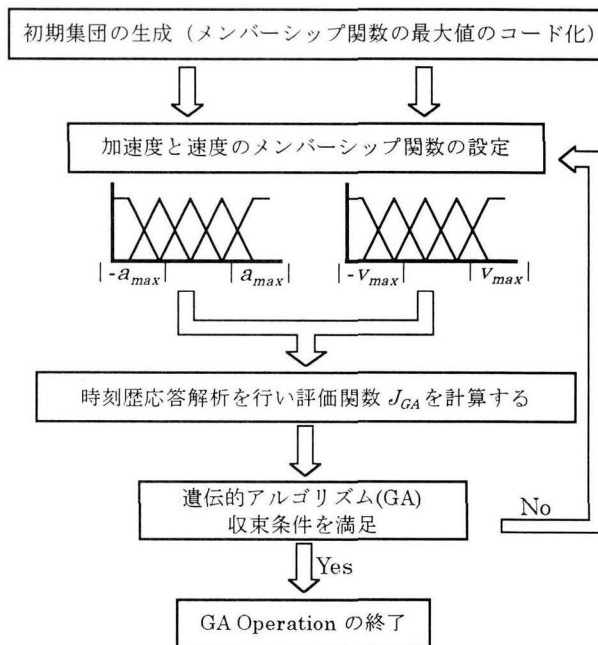 初期集団の生成（メンバーシップ関数の最大値のコード化）
加速度と速度のメンバーシップ関数の設定
|-a_max| |a_max| |-v_max| |v_max|
時刻歴応答解析を行い評価関数 J_GA を計算する
遺伝的アルゴリズム(GA)
収束条件を満足
No
Yes
GA Operation の終了